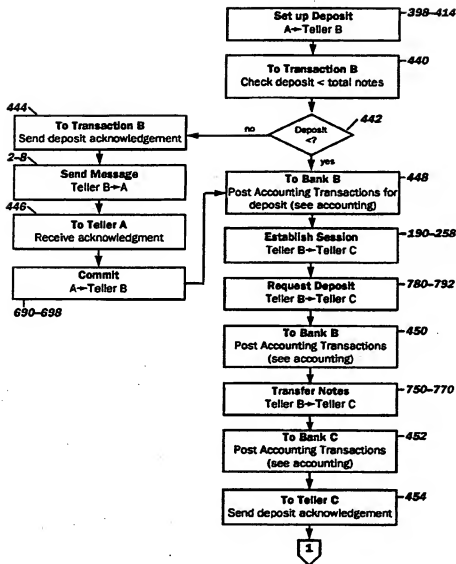 Set up Deposit
A→Teller B
398–414
To Transaction B
Check deposit < total notes
440
Deposit
<?
442
no
yes
444
To Transaction B
Send deposit acknowledgement
2–8
Send Message
Teller B→A
446
To Teller A
Receive acknowledgment
Commit
A→Teller B
690–698
To Bank B
Post Accounting Transactions for
deposit (see accounting)
448
Establish Session
Teller B→Teller C
190–258
Request Deposit
Teller B→Teller C
780–792
To Bank B
Post Accounting Transactions
(see accounting)
450
Transfer Notes
Teller B→Teller C
750–770
To Bank C
Post Accounting Transactions
(see accounting)
452
To Teller C
Send deposit acknowledgement
454
1